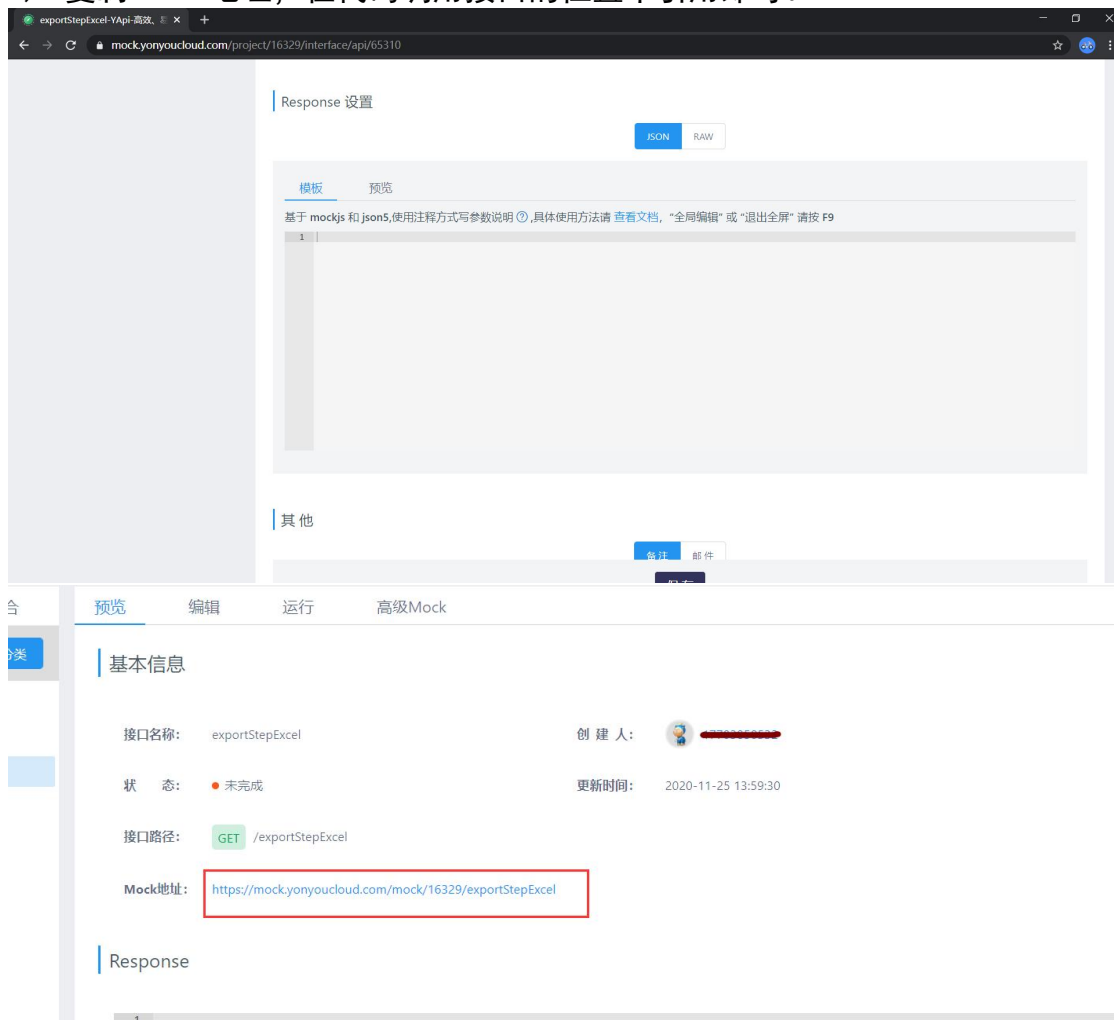 exportStepExcel-YApi-高效、易
mock.yonyoucloud.com/project/16329/interface/api/65310
Response 设置
JSON RAW
模板 预览
基于 mockjs 和 json5,使用注释方式写参数说明 ? ,具体使用方法请 查看文档, “全局编辑” 或 “退出全屏” 请按 F9
1
其 他
备注 邮件
保 存
合 预览 编辑 运行 高级Mock
分类
基本信息
接口名称: exportStepExcel 创 建 人:
状 态: 未完成 更新时间: 2020-11-25 13:59:30
接口路径: GET /exportStepExcel
Mock地址: https://mock.yonyoucloud.com/mock/16329/exportStepExcel
Response
1